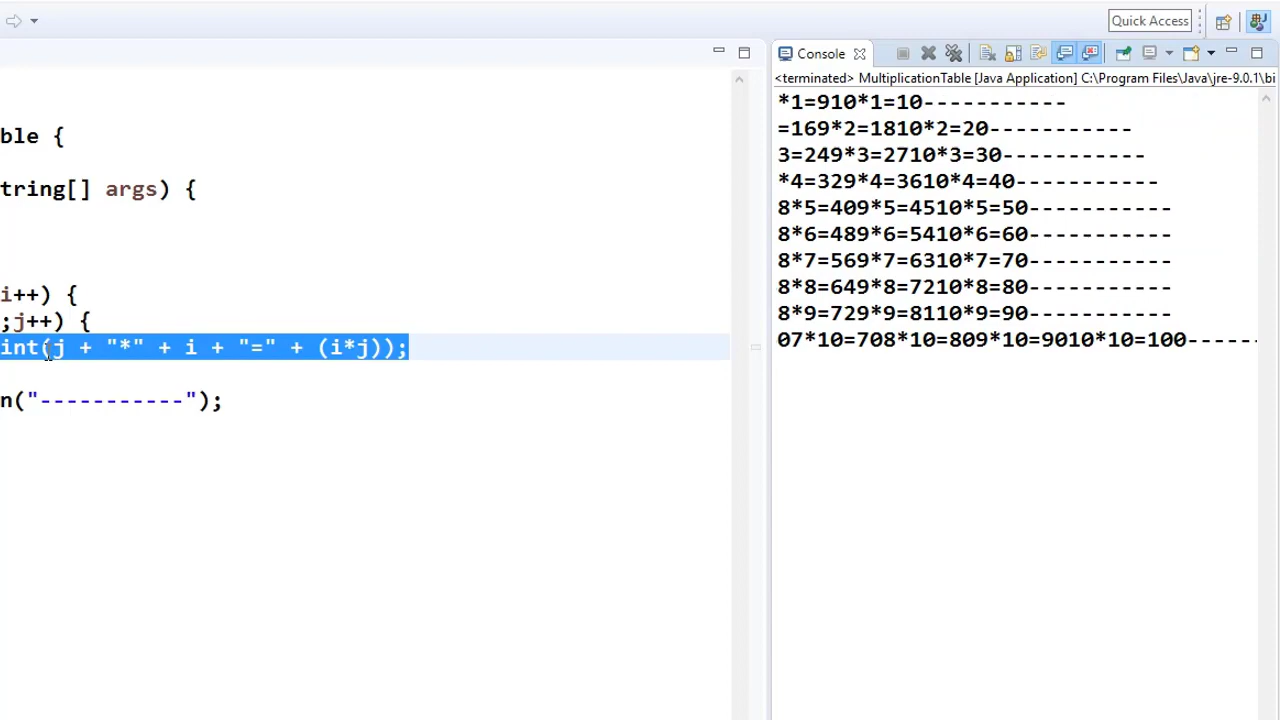 Quick Access
Console
<terminated> MultiplicationTable [Java Application] C:\Program Files\Java\jre-9.0.1\bi
ble {
tring[] args) {
i++) {
;j++) {
int(j + "*" + i + "=" + (i*j));
n("-----------");
*1=910*1=10-----------
=169*2=1810*2=20-----------
3=249*3=2710*3=30-----------
*4=329*4=3610*4=40-----------
8*5=409*5=4510*5=50-----------
8*6=489*6=5410*6=60-----------
8*7=569*7=6310*7=70-----------
8*8=649*8=7210*8=80-----------
8*9=729*9=8110*9=90-----------
07*10=708*10=809*10=9010*10=100------